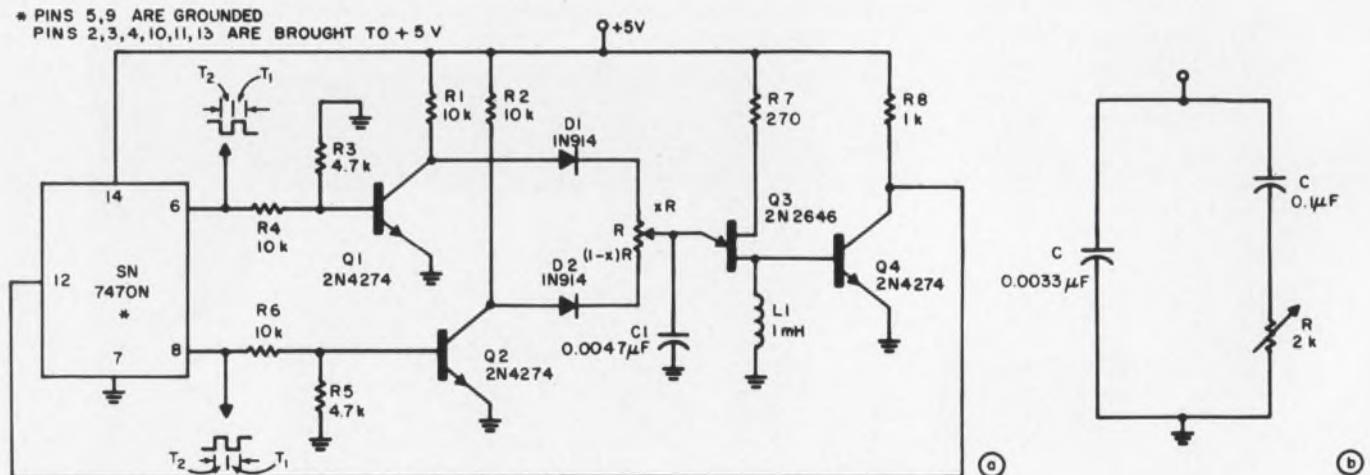 * PINS 5,9 ARE GROUNDED
PINS 2,3,4,10,11,13 ARE BROUGHT TO +5 V
+5V
T2
T1
R3
4.7k
R1
10k
R2
10k
D1
1N914
R7
270
R8
1k
14
6
R4
10k
Q1
2N4274
12
SN
7470N
*
7
8
R6
10k
R5
4.7k
Q2
2N4274
D2
1N914
R
xR
(1-x)R
C1
0.0047μF
Q3
2N2646
L1
1mH
Q4
2N4274
T2
T1
a
C
0.0033μF
C
0.1μF
R
2k
b